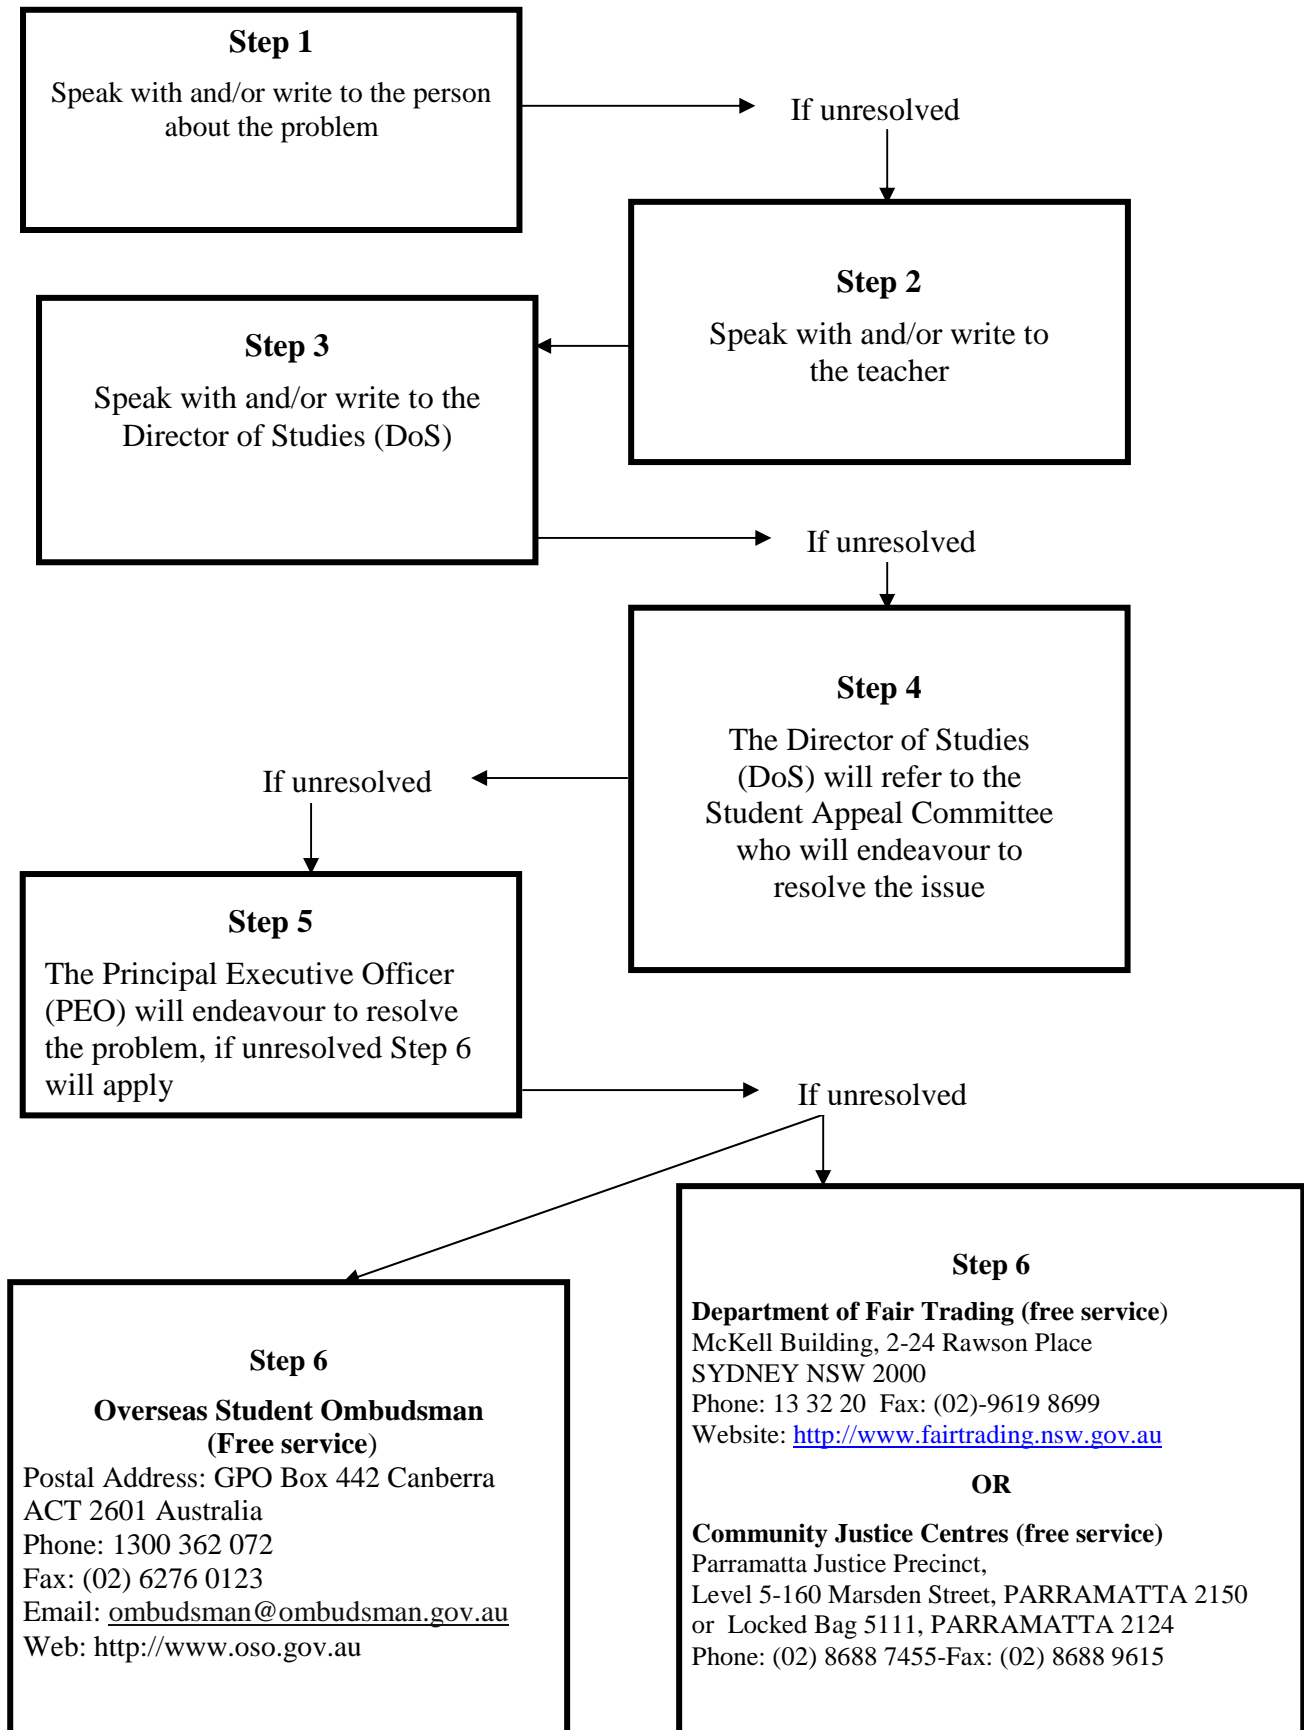 Step 1
Speak with and/or write to the person
about the problem
If unresolved
Step 2
Speak with and/or write to
the teacher
Step 3
Speak with and/or write to the
Director of Studies (DoS)
If unresolved
Step 4
The Director of Studies
(DoS) will refer to the
Student Appeal Committee
who will endeavour to
resolve the issue
If unresolved
Step 5
The Principal Executive Officer
(PEO) will endeavour to resolve
the problem, if unresolved Step 6
will apply
If unresolved
Step 6
Overseas Student Ombudsman
(Free service)
Postal Address: GPO Box 442 Canberra
ACT 2601 Australia
Phone: 1300 362 072
Fax: (02) 6276 0123
Email: ombudsman@ombudsman.gov.au
Web: http://www.oso.gov.au
Step 6
Department of Fair Trading (free service)
McKell Building, 2-24 Rawson Place
SYDNEY NSW 2000
Phone: 13 32 20  Fax: (02)-9619 8699
Website: http://www.fairtrading.nsw.gov.au
OR
Community Justice Centres (free service)
Parramatta Justice Precinct,
Level 5-160 Marsden Street, PARRAMATTA 2150
or  Locked Bag 5111, PARRAMATTA 2124
Phone: (02) 8688 7455-Fax: (02) 8688 9615